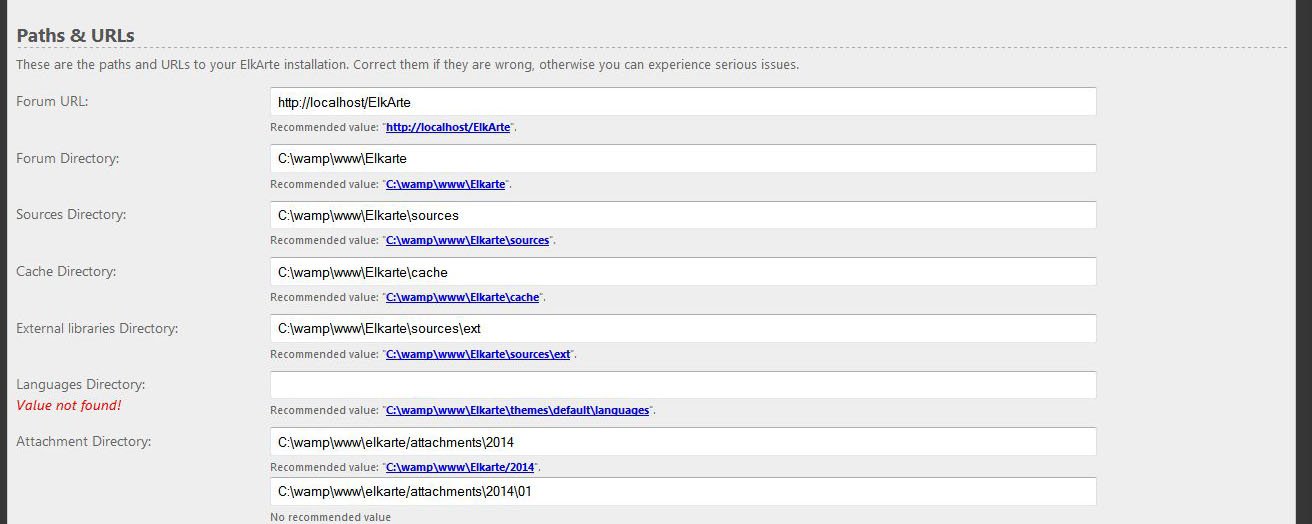 Paths & URLs
These are the paths and URLs to your ElkArte installation. Correct them if they are wrong, otherwise you can experience serious issues.
Forum URL: http://localhost/ElkArte
Recommended value: "http://localhost/ElkArte".
Forum Directory: C:\wamp\www\Elkarte
Recommended value: "C:\wamp\www\Elkarte".
Sources Directory: C:\wamp\www\Elkarte\sources
Recommended value: "C:\wamp\www\Elkarte\sources".
Cache Directory: C:\wamp\www\Elkarte\cache
Recommended value: "C:\wamp\www\Elkarte\cache".
External libraries Directory: C:\wamp\www\Elkarte\sources\ext
Recommended value: "C:\wamp\www\Elkarte\sources\ext".
Languages Directory:
Value not found! Recommended value: "C:\wamp\www\Elkarte\themes\default\languages".
Attachment Directory: C:\wamp\www\elkarte/attachments\2014
Recommended value: "C:\wamp\www\Elkarte/2014".
C:\wamp\www\elkarte/attachments\2014\01
No recommended value